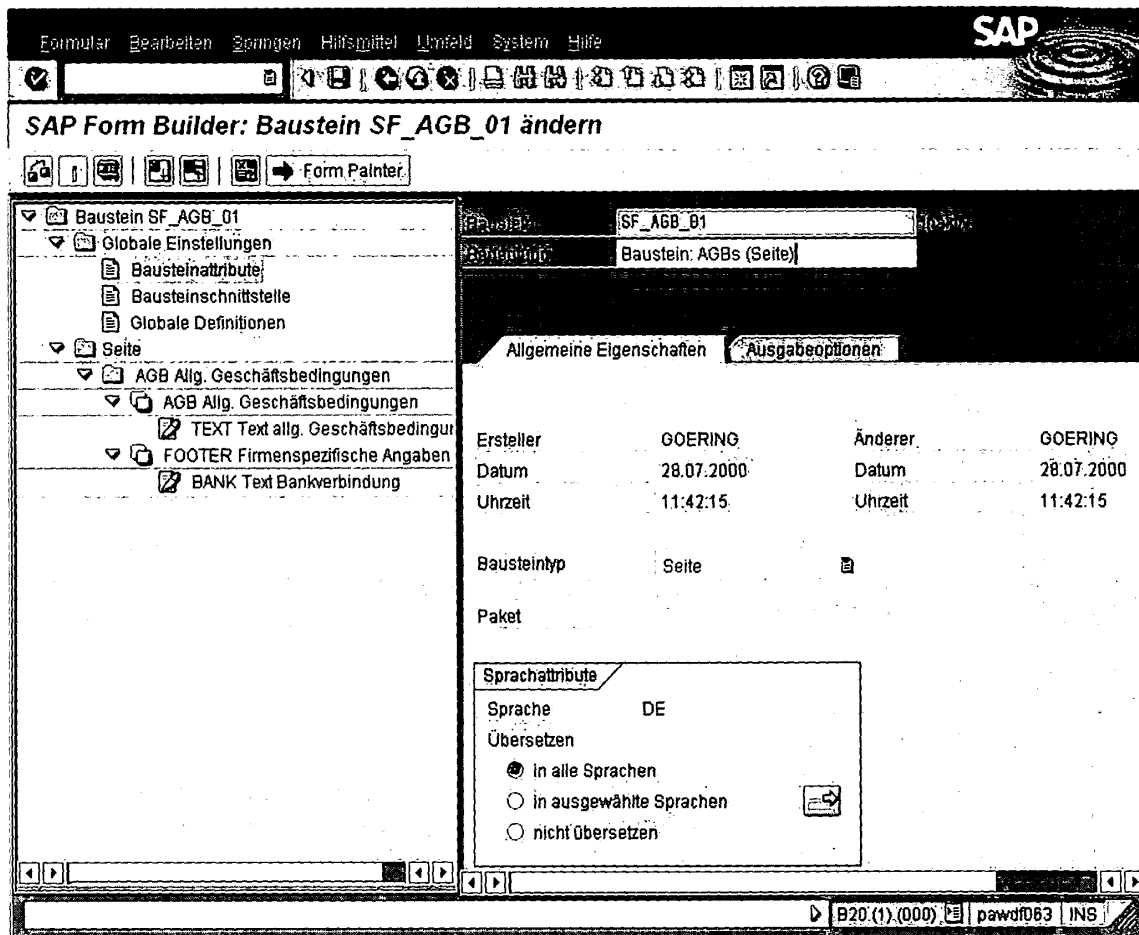 Formular Bearbeiten Springen Hilfsmittel Umfeld System Hilfe
SAP
SAP Form Builder: Baustein SF_AGB_01 ändern
Form Painter
Baustein SF_AGB_01
Globale Einstellungen
Bausteinattribute
Bausteinschnittstelle
Globale Definitionen
Seite
AGB Allg. Geschäftsbedingungen
AGB Allg. Geschäftsbedingungen
TEXT Text allg. Geschäftsbedingur
FOOTER Firmenspezifische Angaben
BANK Text Bankverbindung
Baustein SF_AGB_01
Bedeutung Baustein: AGBs (Seite)
Allgemeine Eigenschaften Ausgabeoptionen
Ersteller GOERING Änderer GOERING
Datum 28.07.2000 Datum 28.07.2000
Uhrzeit 11:42:15 Uhrzeit 11:42:15
Bausteintyp Seite
Paket
Sprachattribute
Sprache DE
Übersetzen
in alle Sprachen
in ausgewählte Sprachen
nicht übersetzen
B20 (1) (000) pawdf063 INS